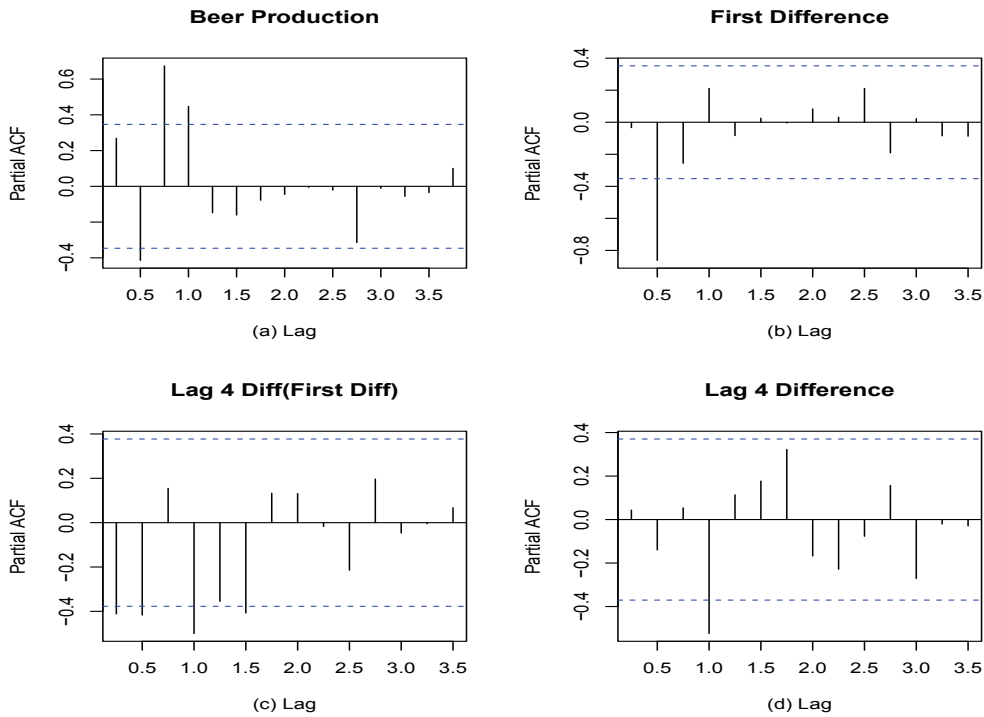 Beer Production
Partial ACF
0.6
0.4
0.2
0.0
−0.4
0.5 1.0 1.5 2.0 2.5 3.0 3.5
(a) Lag
First Difference
Partial ACF
0.4
0.0
−0.4
−0.8
0.5 1.0 1.5 2.0 2.5 3.0 3.5
(b) Lag
Lag 4 Diff(First Diff)
Partial ACF
0.4
0.2
0.0
−0.2
−0.4
0.5 1.0 1.5 2.0 2.5 3.0 3.5
(c) Lag
Lag 4 Difference
Partial ACF
0.4
0.2
0.0
−0.2
−0.4
0.5 1.0 1.5 2.0 2.5 3.0 3.5
(d) Lag